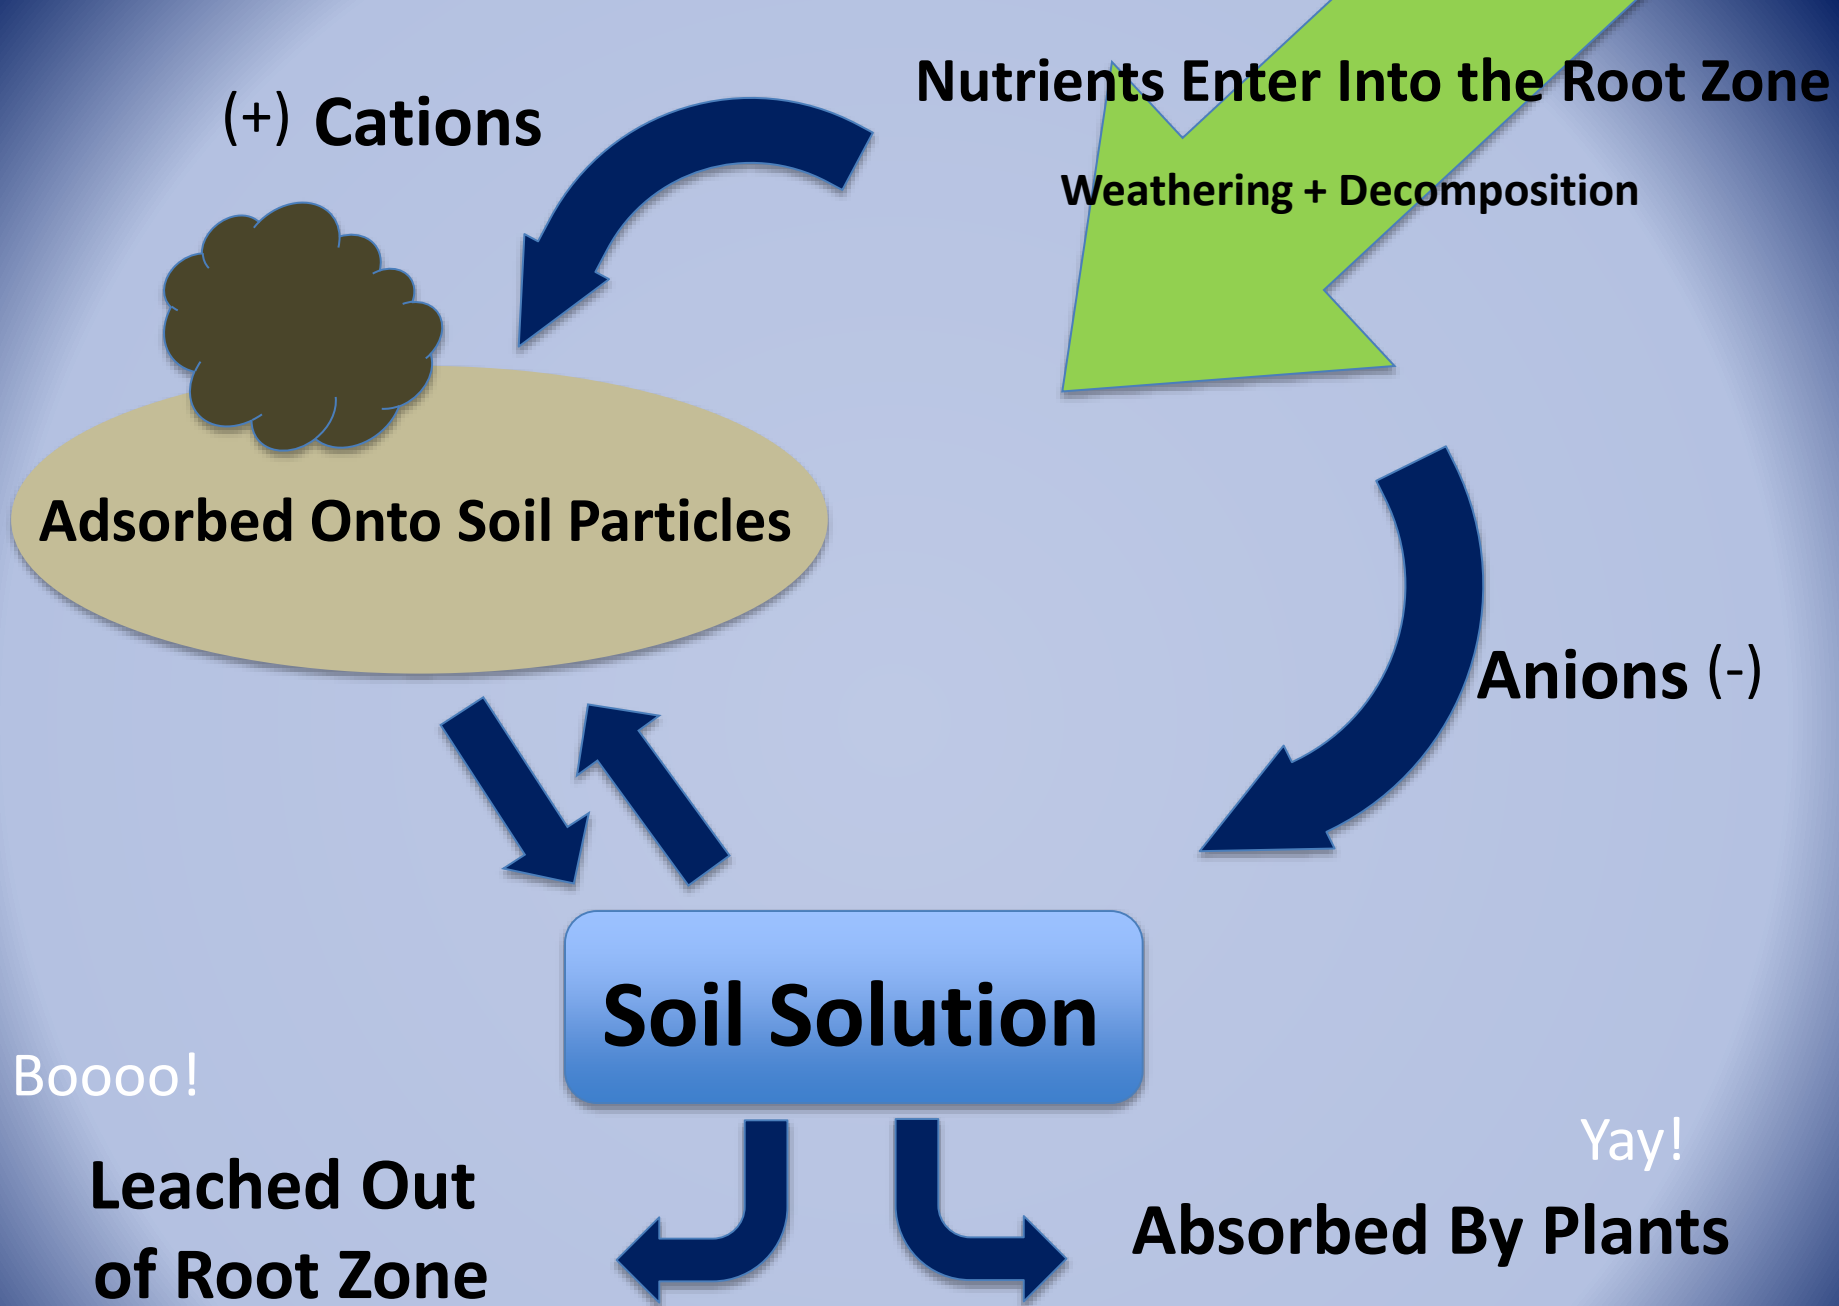 Nutrients Enter Into the Root Zone
(+) Cations
Weathering + Decomposition
Adsorbed Onto Soil Particles
Anions (-)
Soil Solution
Boooo!
Yay!
Leached Out
of Root Zone
Absorbed By Plants